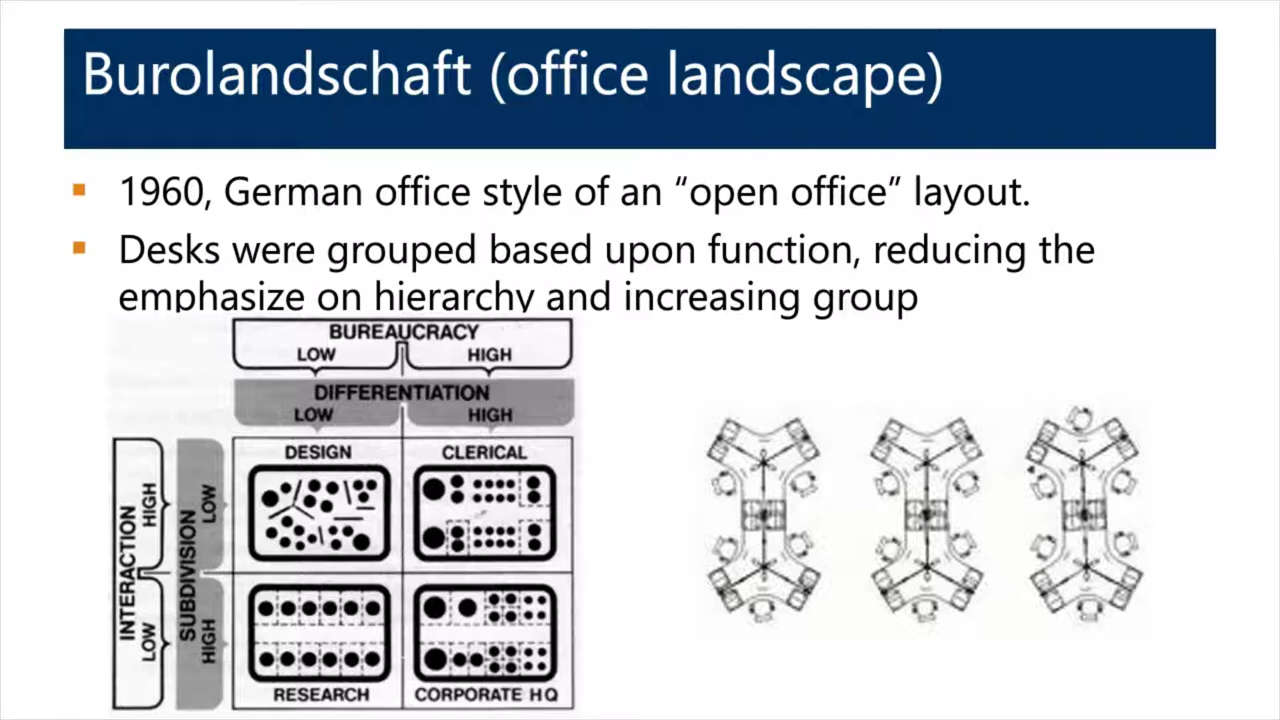 Burolandschaft (office landscape)
1960, German office style of an “open office” layout.
Desks were grouped based upon function, reducing the
emphasize on hierarchy and increasing group
BUREAUCRACY
LOW HIGH
DIFFERENTIATION
LOW HIGH
DESIGN CLERICAL
INTERACTION
HIGH
LOW
SUBDIVISION
LOW
HIGH
RESEARCH CORPORATE HQ